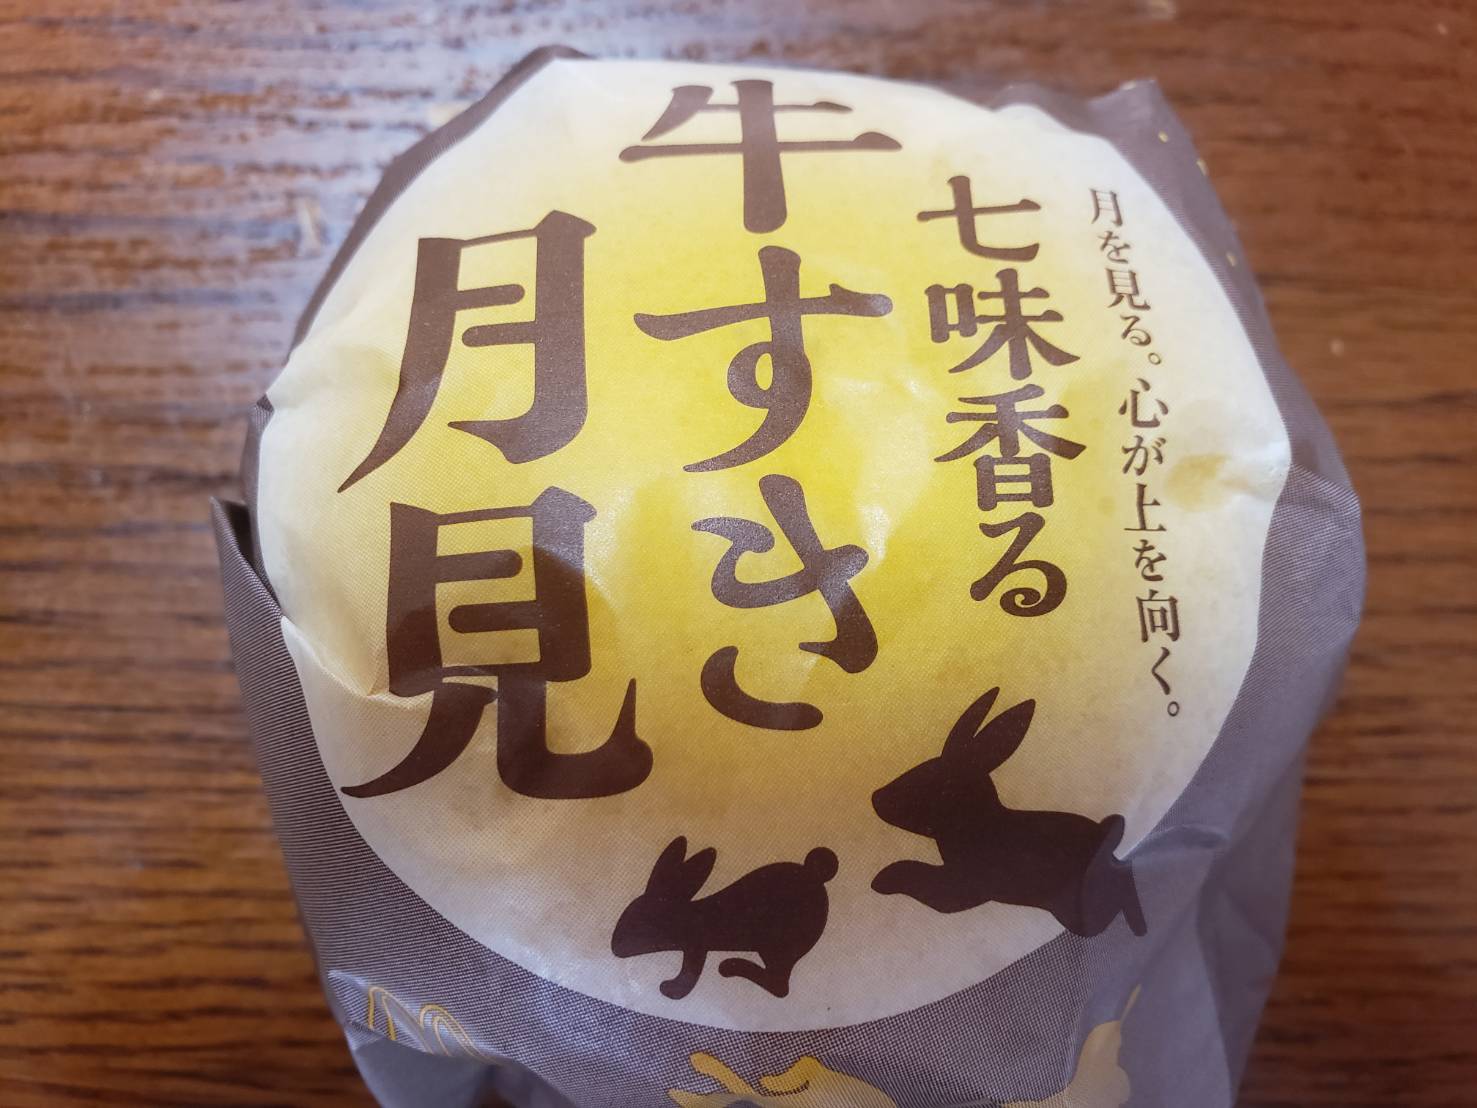 月を見る。心が上を向く。
七味香る
牛すき
月見